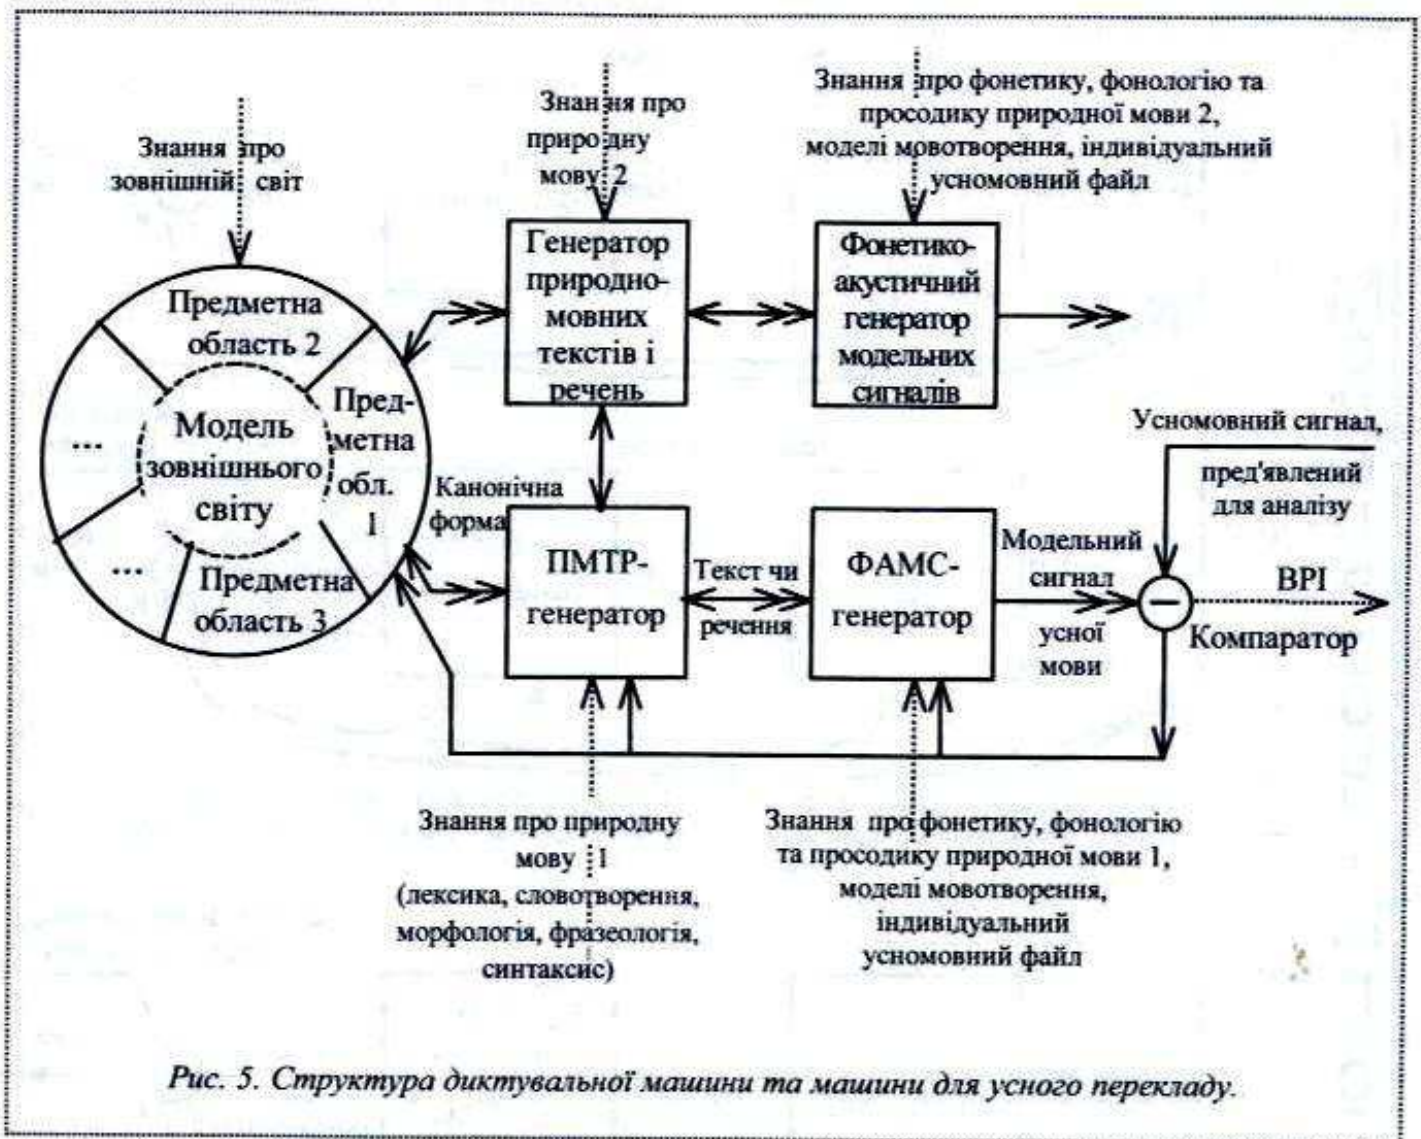 Знання про
зовнішній світ
Знання про
природну
мову 2
Знання про фонетику, фонологію та
просодику природної мови 2,
моделі мовотворення, індивідуальний
усномовний файл
Предметна
область 2
Пред-
метна
обл.
1
...
Модель
зовнішнього
світу
...
Предметна
область 3
Генератор
природно-
мовних
текстів і
речень
Фонетико-
акустичний
генератор
модельних
сигналів
Усномовний сигнал,
пред'явлений
для аналізу
Канонічна
форма
ПМТР-
генератор
Текст чи
речення
ФАМС-
генератор
Модельний
сигнал
усної
мови
–
ВРІ
Компаратор
Знання про природну
мову 1
(лексика, словотворення,
морфологія, фразеологія,
синтаксис)
Знання про фонетику, фонологію
та просодику природної мови 1,
моделі мовотворення,
індивідуальний
усномовний файл
Рис. 5. Структура диктувальної машини та машини для усного перекладу.